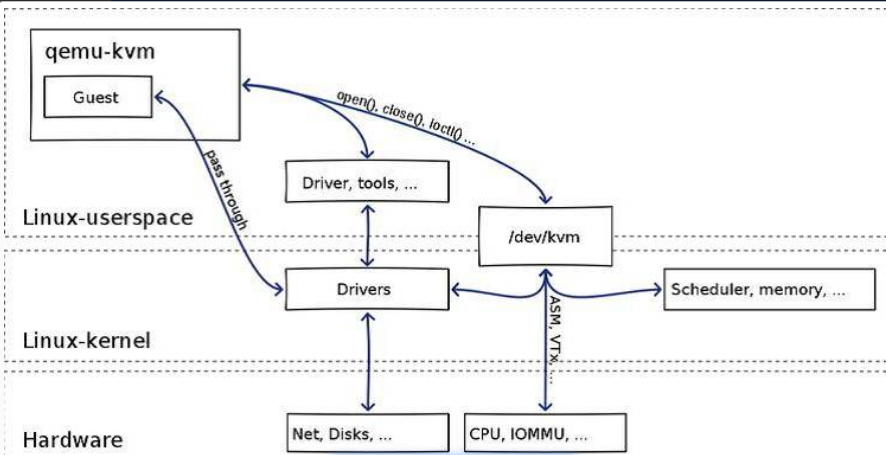 qemu-kvm
Guest
open(), close(), ioctl() ...
pass through
Driver, tools, ...
Linux-userspace
/dev/kvm
Drivers
Scheduler, memory, ...
ASM, VTx, ...
Linux-kernel
Net, Disks, ...
CPU, IOMMU, ...
Hardware